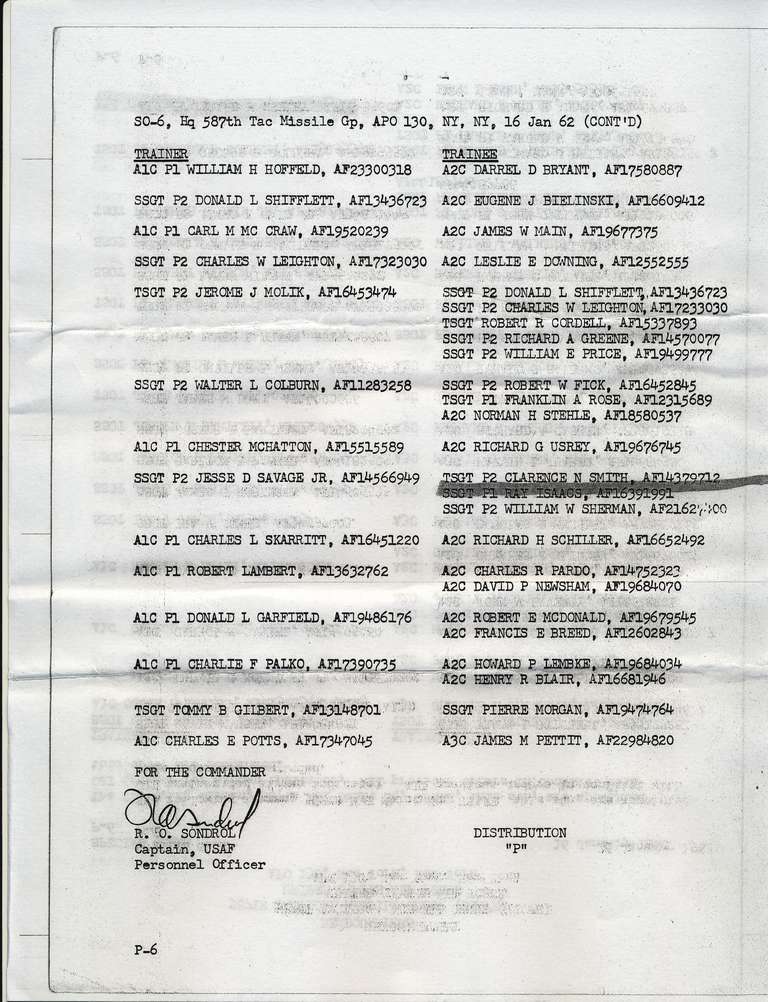 SO-6, Hq 587th Tac Missile Gp, APO 130, NY, NY, 16 Jan 62 (CONT'D)
TRAINER TRAINEE
A1C P1 WILLIAM H HOFFELD, AF23300318 A2C DARREL D BRYANT, AF17580887
SSGT P2 DONALD L SHIFFLETT, AF13436723 A2C EUGENE J BIELINSKI, AF16609412
A1C P1 CARL M MC CRAW, AF19520239 A2C JAMES W MAIN, AF19677375
SSGT P2 CHARLES W LEIGHTON, AF17323030 A2C LESLIE E DOWNING, AF12552555
TSGT P2 JEROME J MOLIK, AF16453474 SSGT P2 DONALD L SHIFFLETT, AF13436723
SSGT P2 CHARLES W LEIGHTON, AF17233030
TSGT ROBERT R CORDELL, AF15337893
SSGT P2 RICHARD A GREENE, AF14570077
SSGT P2 WILLIAM E PRICE, AF19499777
SSGT P2 WALTER L COLBURN, AF11283258 SSGT P2 ROBERT W FICK, AF16452845
TSGT P1 FRANKLIN A ROSE, AF12315689
A2C NORMAN H STEHLE, AF18580537
A1C P1 CHESTER MCHATTON, AF15515589 A2C RICHARD G USREY, AF19676745
SSGT P2 JESSE D SAVAGE JR, AF14566949 TSGT P2 CLARENCE N SMITH, AF14379712
SSGT P1 RAY ISAAGS, AF16391991
SSGT P2 WILLIAM W SHERMAN,
A1C P1 CHARLES L SKARRITT, AF16451220 A2C RICHARD H SCHILLER, AF16652492
A1C P1 ROBERT LAMBERT, AF13632762 A2C CHARLES R PARDO, AF14752323
A2C DAVID P NEWSHAM, AF19684070
A1C P1 DONALD L GARFIELD, AF19486176 A2C ROBERT E MCDONALD, AF19679545
A2C FRANCIS E BREED, AF12602843
A1C P1 CHARLIE F PALKO, AF17390735 A2C HOWARD P LEMBKE, AF19684034
A2C HENRY R BLAIR, AF16681946
TSGT TOMMY B GILBERT, AF13148701 SSGT PIERRE MORGAN, AF19474764
A1C CHARLES E POTTS, AF17347045 A3C JAMES M PETTIT, AF22984820
FOR THE COMMANDER
R. O. SONDROL DISTRIBUTION
Captain, USAF "P"
Personnel Officer
P-6